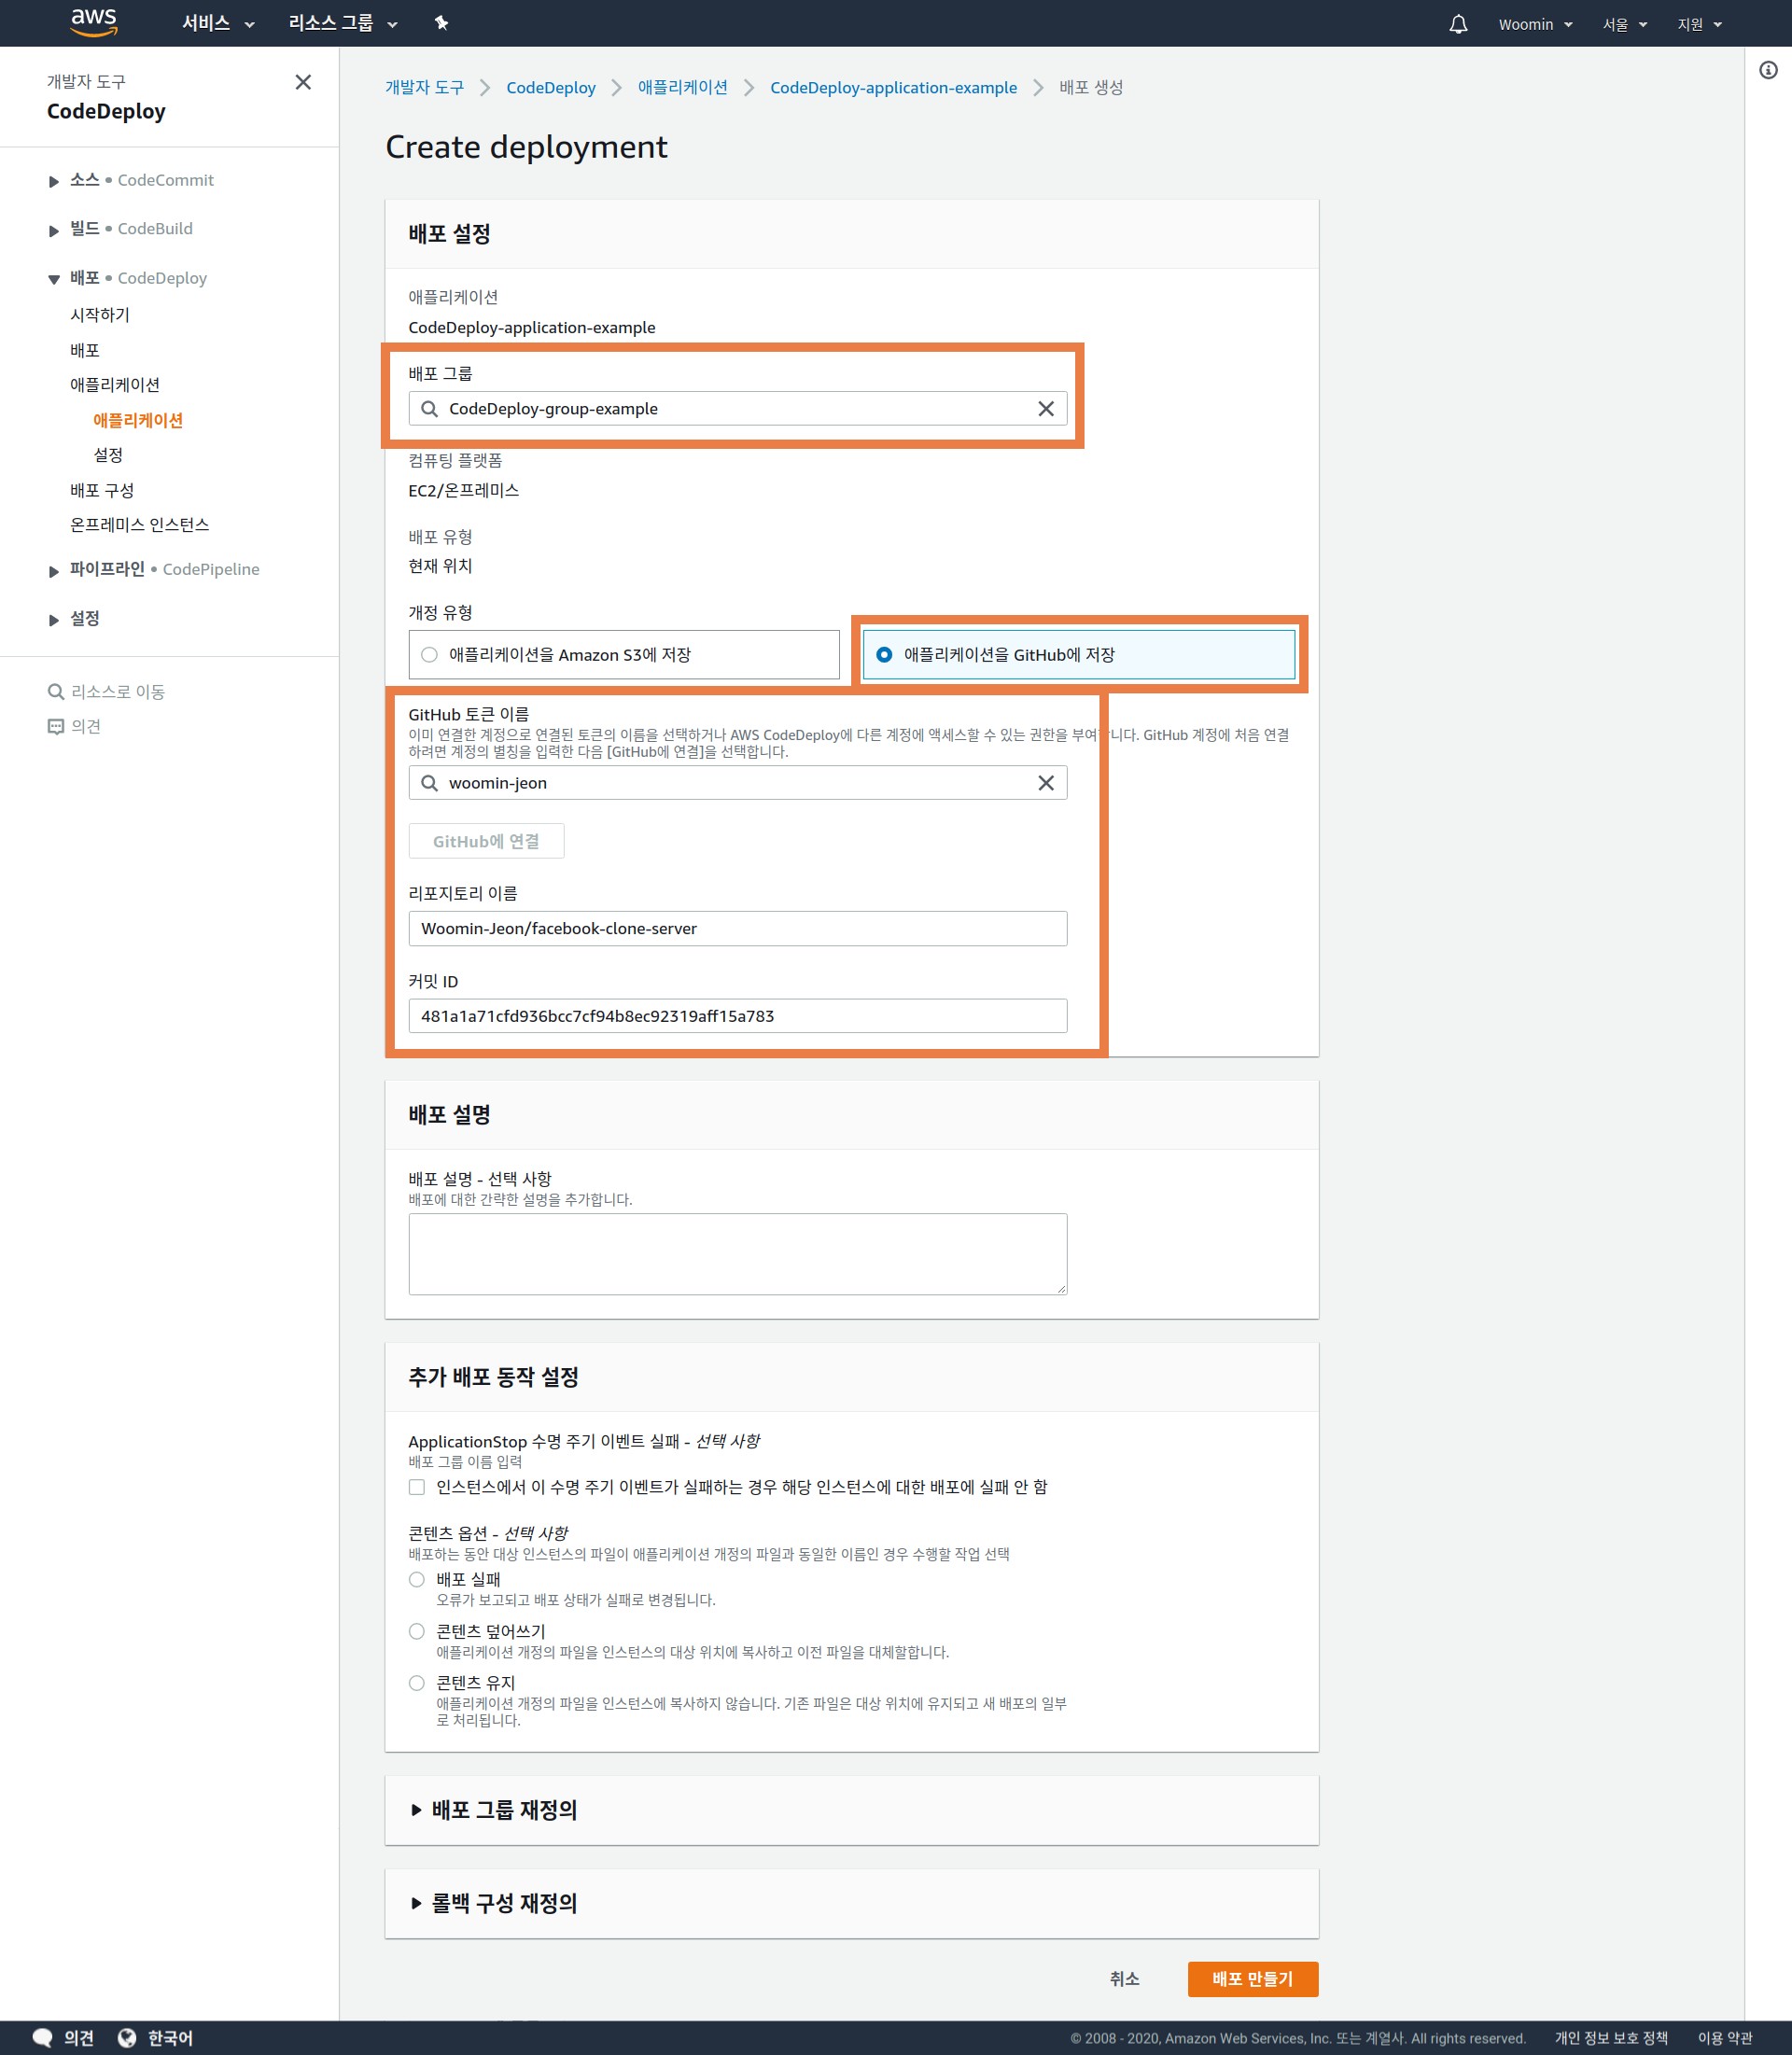 aws 서비스 리소스 그룹 Woomin 서울 지원
개발자 도구
CodeDeploy
소스 • CodeCommit
빌드 • CodeBuild
배포 • CodeDeploy
시작하기
배포
애플리케이션
애플리케이션
설정
배포 구성
온프레미스 인스턴스
파이프라인 • CodePipeline
설정
리소스로 이동
의견
개발자 도구 > CodeDeploy > 애플리케이션 > CodeDeploy-application-example > 배포 생성
Create deployment
배포 설정
애플리케이션
CodeDeploy-application-example
배포 그룹
CodeDeploy-group-example
컴퓨팅 플랫폼
EC2/온프레미스
배포 유형
현재 위치
개정 유형
애플리케이션을 Amazon S3에 저장
애플리케이션을 GitHub에 저장
GitHub 토큰 이름
이미 연결한 계정으로 연결된 토큰의 이름을 선택하거나 AWS CodeDeploy에 다른 계정에 액세스할 수 있는 권한을 부여합니다. GitHub 계정에 처음 연결
하려면 계정의 별칭을 입력한 다음 [GitHub에 연결]을 선택합니다.
woomin-jeon
GitHub에 연결
리포지토리 이름
Woomin-Jeon/facebook-clone-server
커밋 ID
481a1a71cfd936bcc7cf94b8ec92319aff15a783
배포 설명
배포 설명 - 선택 사항
배포에 대한 간략한 설명을 추가합니다.
추가 배포 동작 설정
ApplicationStop 수명 주기 이벤트 실패 - 선택 사항
배포 그룹 이름 입력
인스턴스에서 이 수명 주기 이벤트가 실패하는 경우 해당 인스턴스에 대한 배포에 실패 안 함
콘텐츠 옵션 - 선택 사항
배포하는 동안 대상 인스턴스의 파일이 애플리케이션 개정의 파일과 동일한 이름인 경우 수행할 작업 선택
배포 실패
오류가 보고되고 배포 상태가 실패로 변경됩니다.
콘텐츠 덮어쓰기
애플리케이션 개정의 파일을 인스턴스의 대상 위치에 복사하고 이전 파일을 대체할합니다.
콘텐츠 유지
애플리케이션 개정의 파일을 인스턴스에 복사하지 않습니다. 기존 파일은 대상 위치에 유지되고 새 배포의 일부
로 처리됩니다.
배포 그룹 재정의
롤백 구성 재정의
취소 배포 만들기
의견 한국어 © 2008 - 2020, Amazon Web Services, Inc. 또는 계열사. All rights reserved. 개인 정보 보호 정책 이용 약관